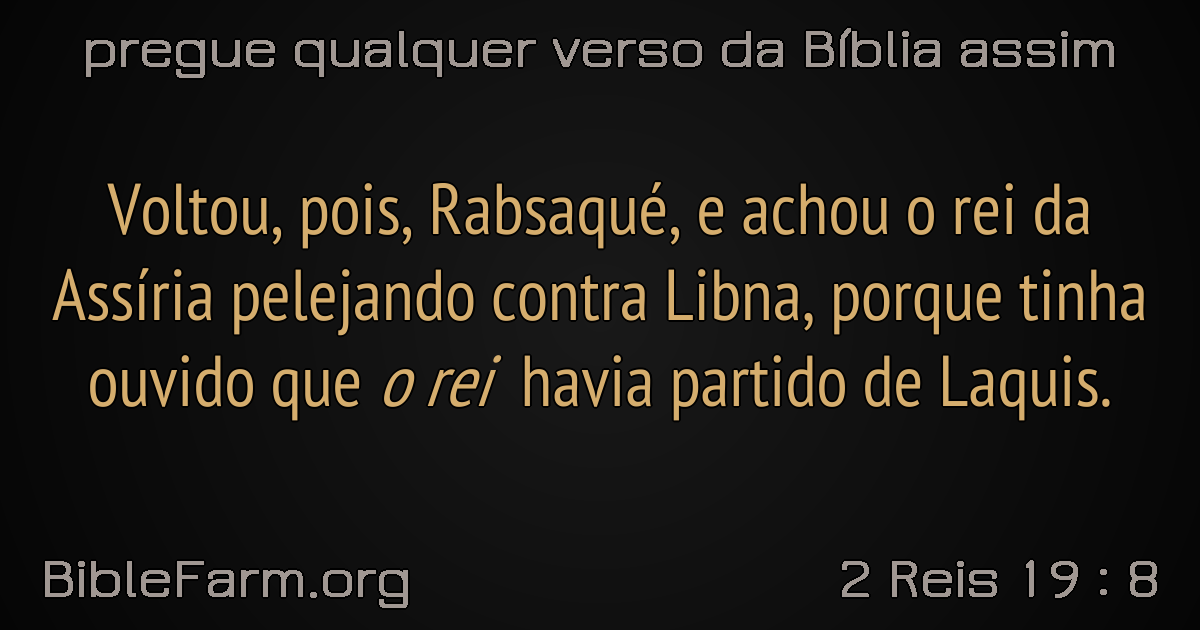 pregue qualquer verso da Bíblia assim
Voltou, pois, Rabsaqué, e achou o rei da
Assíria pelejando contra Libna, porque tinha
ouvido que o rei havia partido de Laquis.
BibleFarm.org
2 Reis 19 : 8